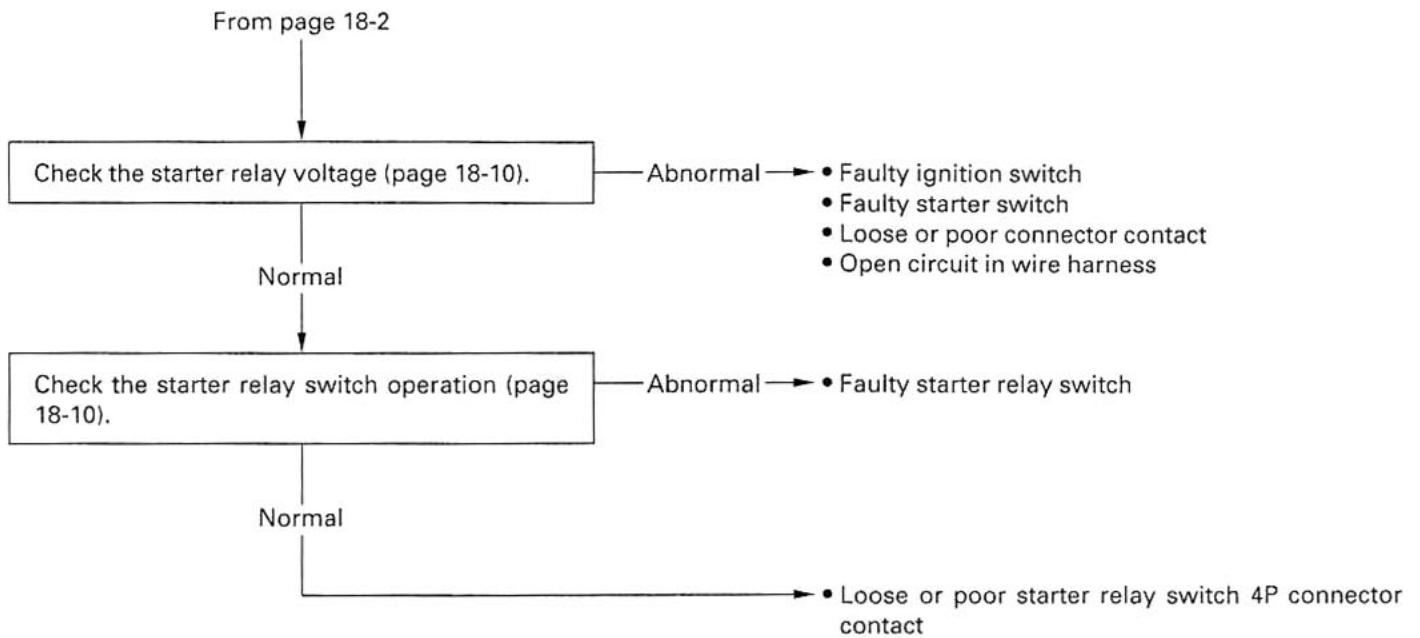 From page 18-2
Check the starter relay voltage (page 18-10).
Abnormal
• Faulty ignition switch
• Faulty starter switch
• Loose or poor connector contact
• Open circuit in wire harness
Normal
Check the starter relay switch operation (page
18-10).
Abnormal
• Faulty starter relay switch
Normal
• Loose or poor starter relay switch 4P connector
contact